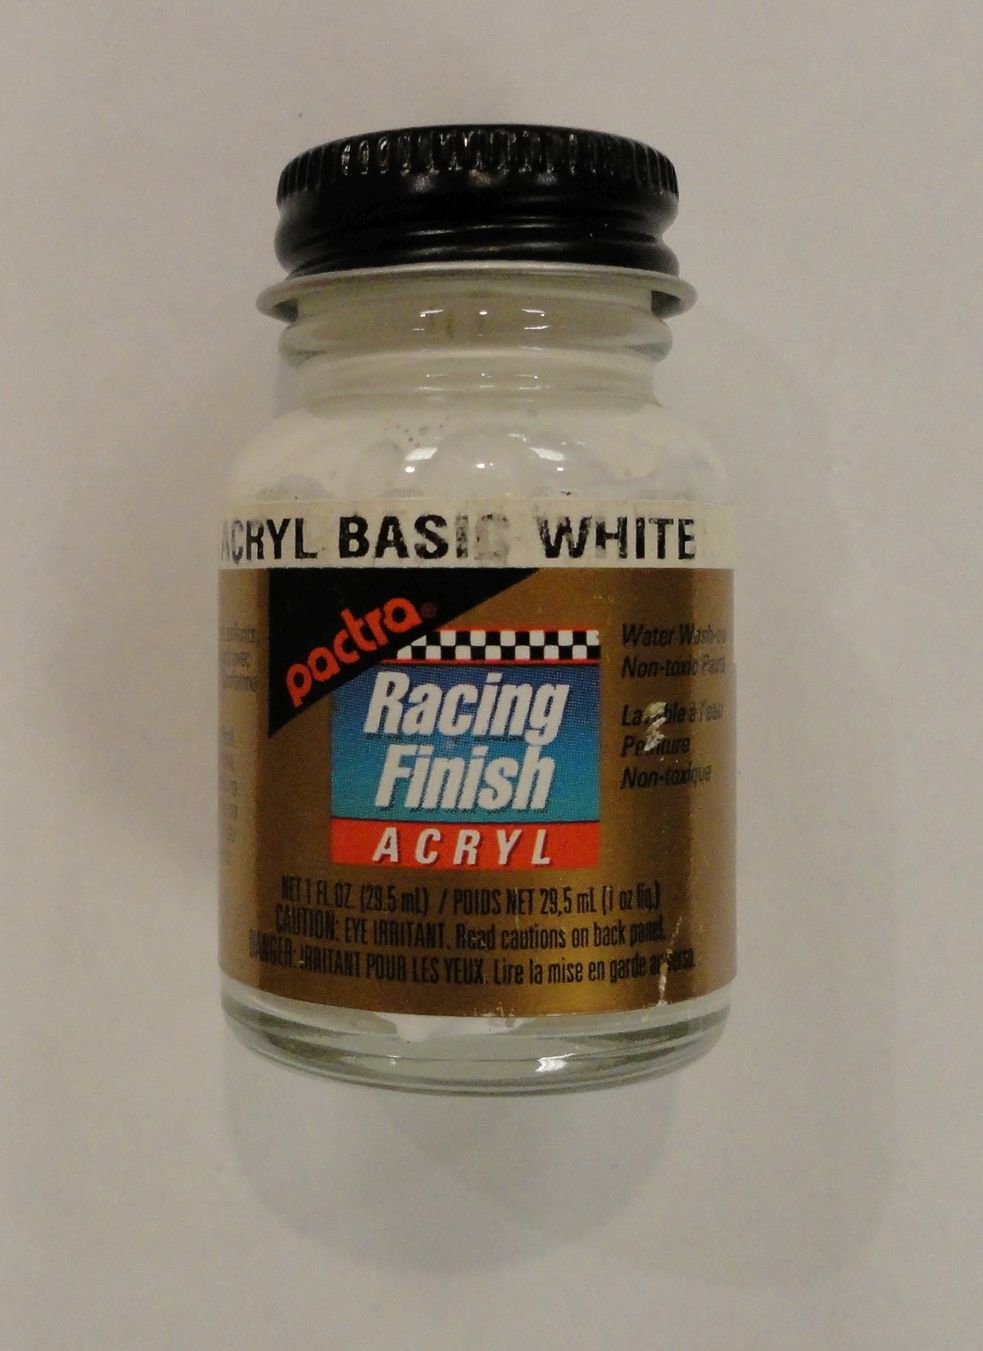 ACRYL BASIC WHITE
pactra®
Racing
Finish
ACRYL
Water Wash-
Non-toxic Paint
Lavable à l'eau
Peinture
Non-toxique
NET 1 FL.OZ. (29.5 mL) / POIDS NET 29,5 mL (1 oz liq.)
CAUTION: EYE IRRITANT. Read cautions on back panel.
DANGER: IRRITANT POUR LES YEUX. Lire la mise en garde au verso.